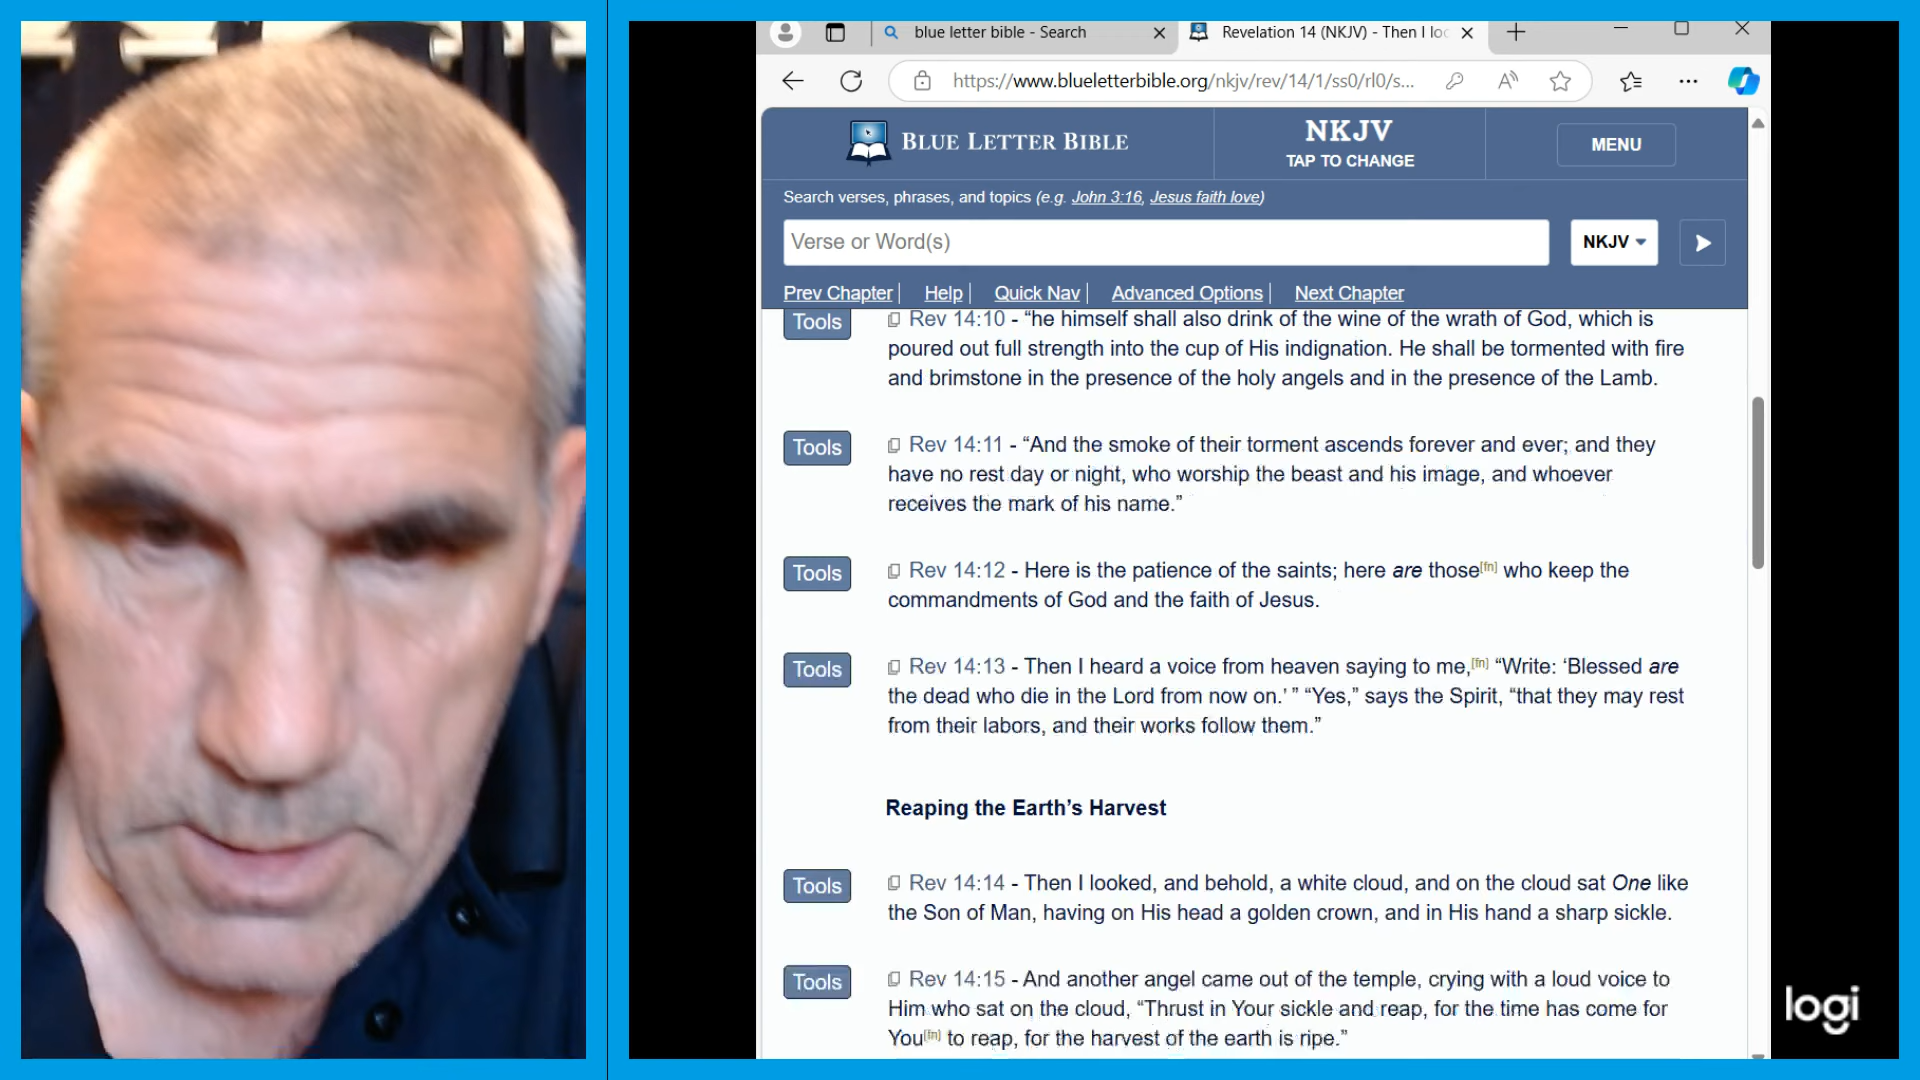 blue letter bible - Search
Revelation 14 (NKJV) - Then I loo
https://www.blueletterbible.org/nkjv/rev/14/1/ss0/rl0/s...
BLUE LETTER BIBLE
NKJV
TAP TO CHANGE
MENU
Search verses, phrases, and topics (e.g. John 3:16, Jesus faith love)
Verse or Word(s)
NKJV
Prev Chapter | Help | Quick Nav | Advanced Options | Next Chapter
Tools
Rev 14:10 - “he himself shall also drink of the wine of the wrath of God, which is
poured out full strength into the cup of His indignation. He shall be tormented with fire
and brimstone in the presence of the holy angels and in the presence of the Lamb.
Tools
Rev 14:11 - “And the smoke of their torment ascends forever and ever; and they
have no rest day or night, who worship the beast and his image, and whoever
receives the mark of his name.”
Tools
Rev 14:12 - Here is the patience of the saints; here are those[fn] who keep the
commandments of God and the faith of Jesus.
Tools
Rev 14:13 - Then I heard a voice from heaven saying to me,[fn] “Write: ‘Blessed are
the dead who die in the Lord from now on.’ ” “Yes,” says the Spirit, “that they may rest
from their labors, and their works follow them.”
Reaping the Earth’s Harvest
Tools
Rev 14:14 - Then I looked, and behold, a white cloud, and on the cloud sat One like
the Son of Man, having on His head a golden crown, and in His hand a sharp sickle.
Tools
Rev 14:15 - And another angel came out of the temple, crying with a loud voice to
Him who sat on the cloud, “Thrust in Your sickle and reap, for the time has come for
You[fn] to reap, for the harvest of the earth is ripe.”
logi